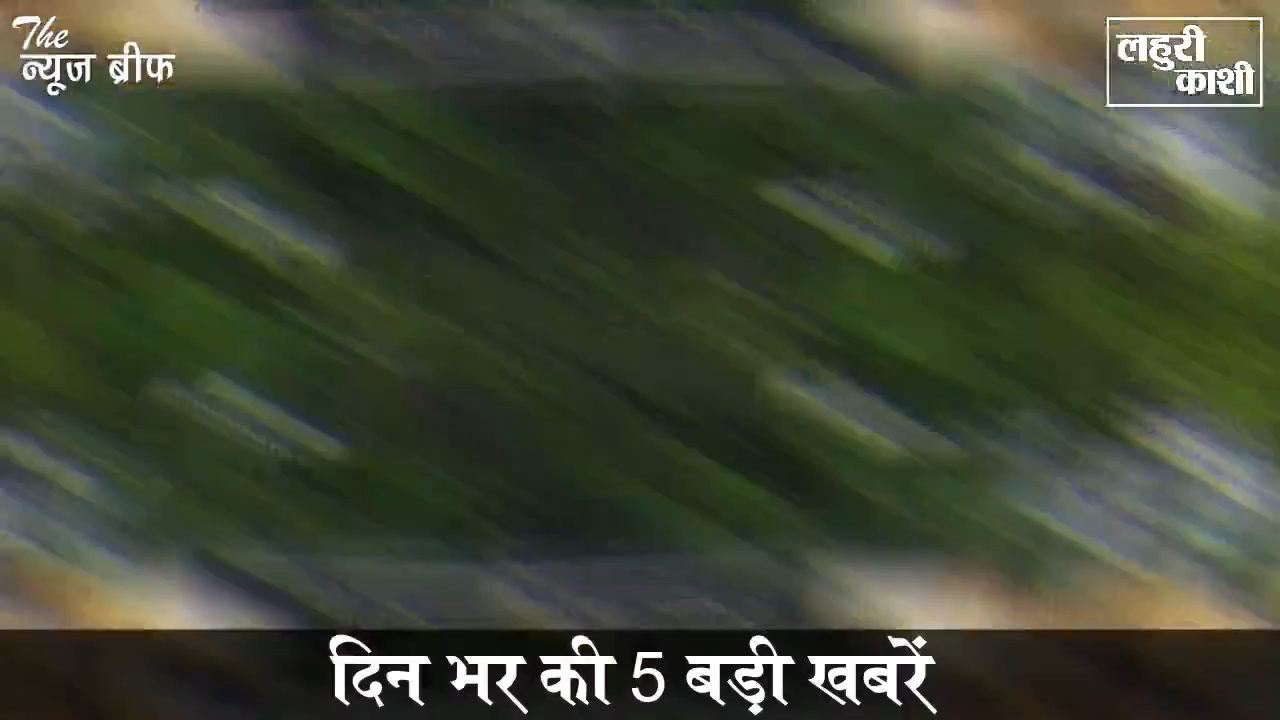 The
न्यूज ब्रीफ
लहुरी
काशी
दिन भर की 5 बड़ी खबरें